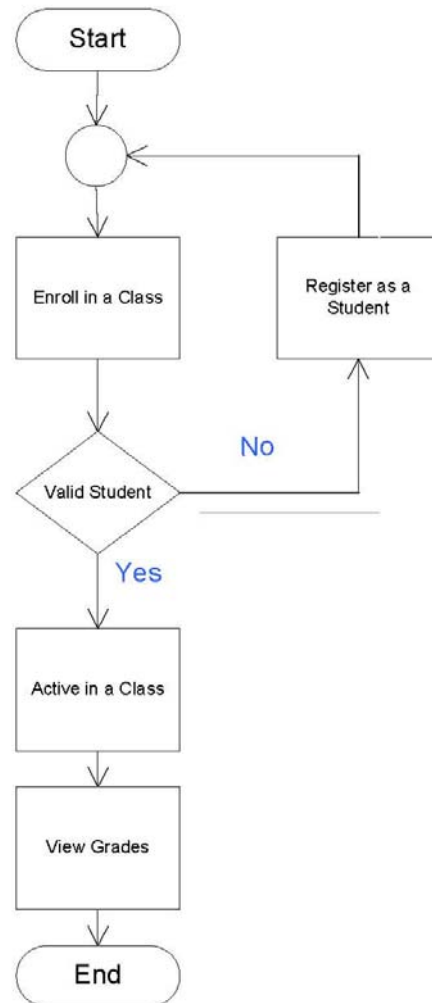 Start
Enroll in a Class
Register as a
Student
Valid Student
No
Yes
Active in a Class
View Grades
End